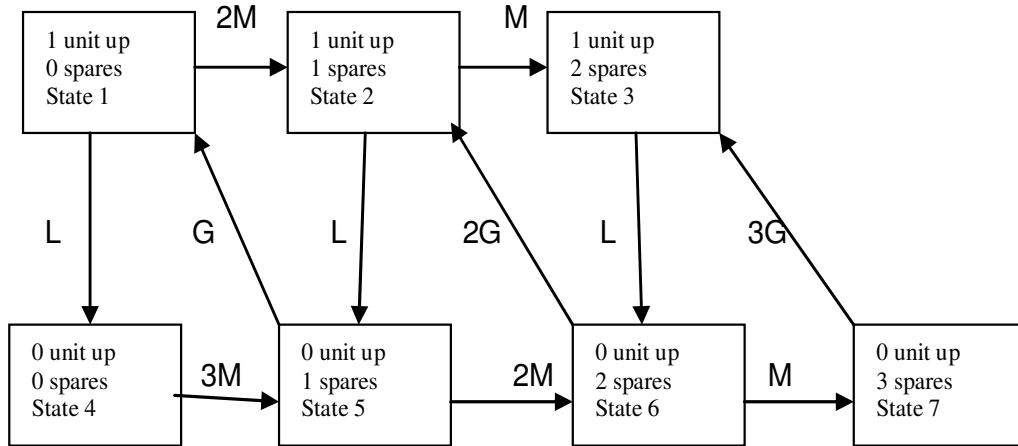 2M
M
1 unit up
0 spares
State 1
1 unit up
1 spares
State 2
1 unit up
2 spares
State 3
L
G
L
2G
L
3G
0 unit up
0 spares
State 4
3M
0 unit up
1 spares
State 5
2M
0 unit up
2 spares
State 6
M
0 unit up
3 spares
State 7